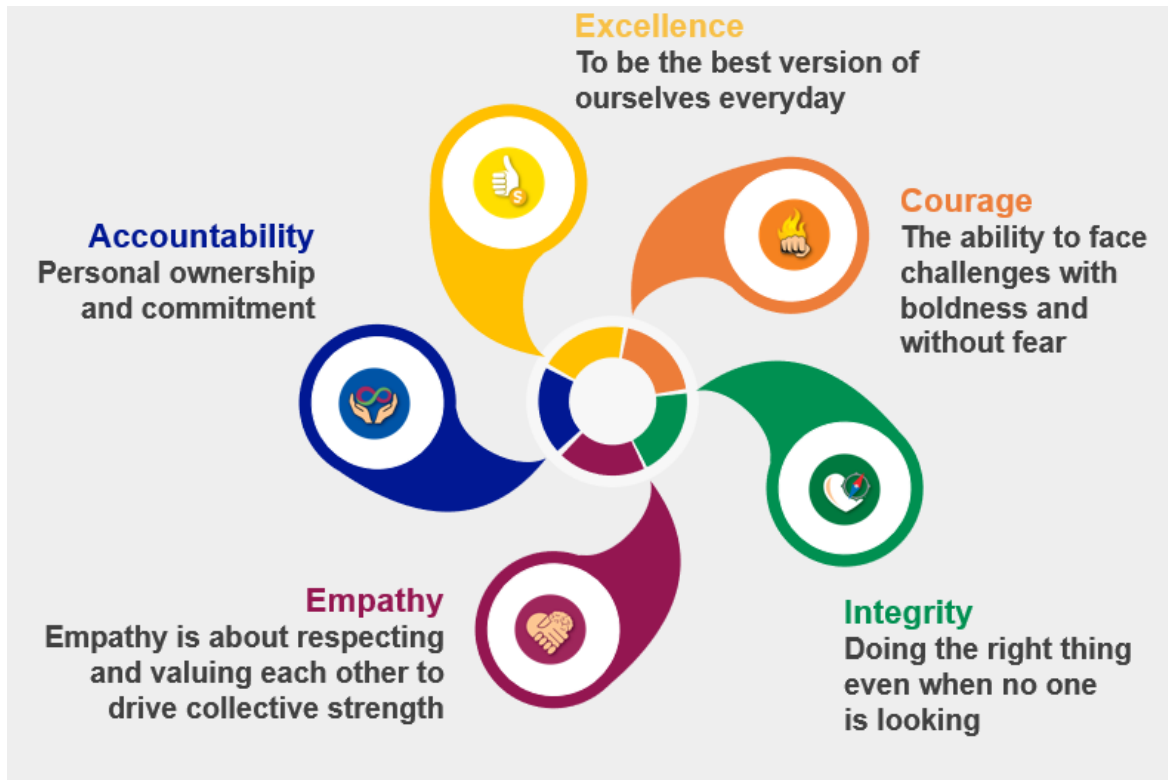 Excellence
To be the best version of
ourselves everyday
Courage
The ability to face
challenges with
boldness and
without fear
Accountability
Personal ownership
and commitment
Empathy
Empathy is about respecting
and valuing each other to
drive collective strength
Integrity
Doing the right thing
even when no one
is looking
$